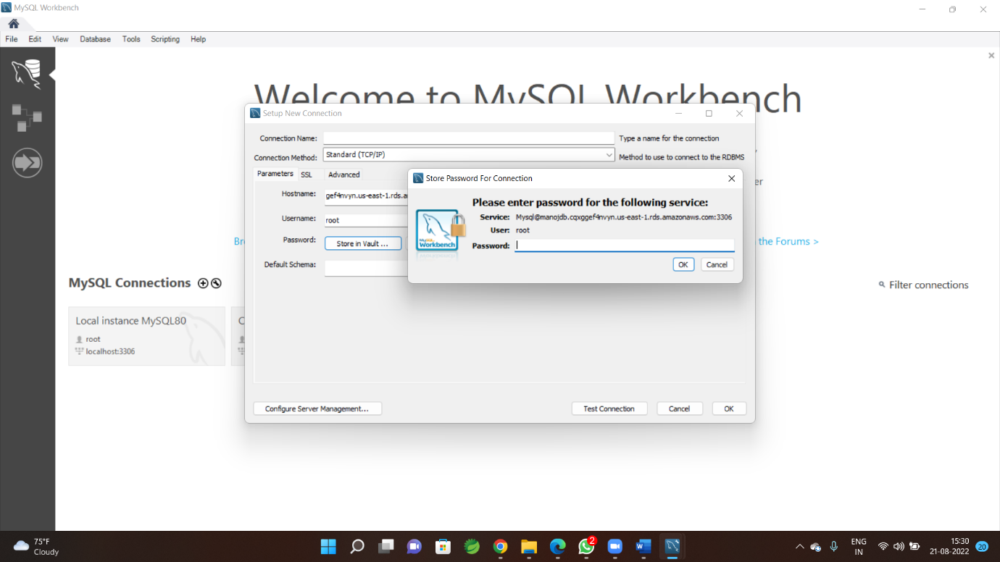 MySQL Workbench
File Edit View Database Tools Scripting Help
Welcome to MySQL Workbench
Setup New Connection
Connection Name: Type a name for the connection
Connection Method: Standard (TCP/IP) Method to use to connect to the RDBMS
Parameters SSL Advanced
Store Password For Connection
Hostname: gef4nvyn.us-east-1.rds.a
Please enter password for the following service:
Service: Mysql@manojdb.cqxggef4nvyn.us-east-1.rds.amazonaws.com:3306
Username: root
User: root
Password: Store in Vault ...
MySQL
Workbench
Password:
the Forums >
Default Schema:
OK Cancel
MySQL Connections
Filter connections
Local instance MySQL80
root
localhost:3306
Configure Server Management... Test Connection Cancel OK
75°F
Cloudy
2
ENG
IN
15:30
21-08-2022
20